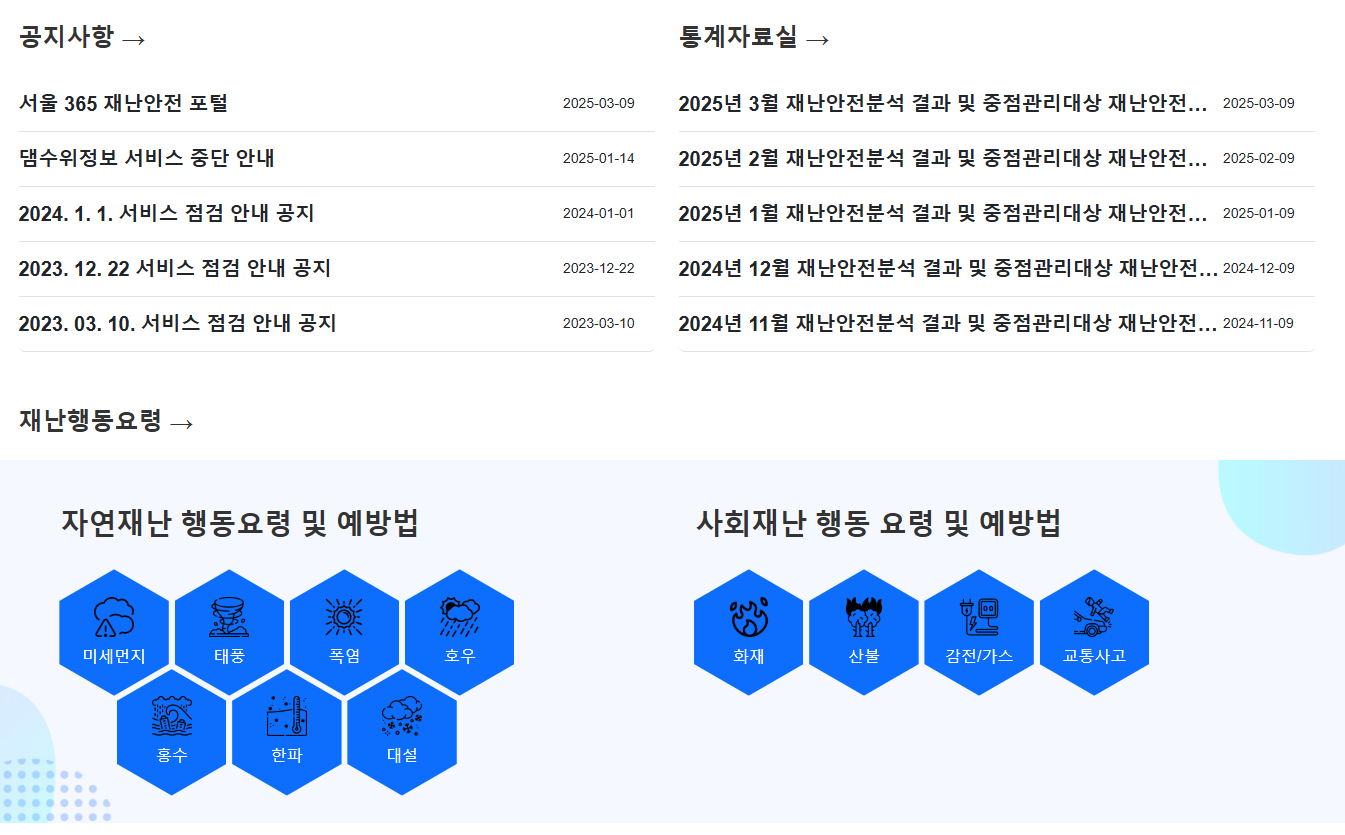 공지사항 →
서울 365 재난안전 포털 2025-03-09
댐수위정보 서비스 중단 안내 2025-01-14
2024. 1. 1. 서비스 점검 안내 공지 2024-01-01
2023. 12. 22 서비스 점검 안내 공지 2023-12-22
2023. 03. 10. 서비스 점검 안내 공지 2023-03-10
통계자료실 →
2025년 3월 재난안전분석 결과 및 중점관리대상 재난안전... 2025-03-09
2025년 2월 재난안전분석 결과 및 중점관리대상 재난안전... 2025-02-09
2025년 1월 재난안전분석 결과 및 중점관리대상 재난안전... 2025-01-09
2024년 12월 재난안전분석 결과 및 중점관리대상 재난안전... 2024-12-09
2024년 11월 재난안전분석 결과 및 중점관리대상 재난안전... 2024-11-09
재난행동요령 →
자연재난 행동요령 및 예방법
미세먼지 태풍 폭염 호우
홍수 한파 대설
사회재난 행동 요령 및 예방법
화재 산불 감전/가스 교통사고